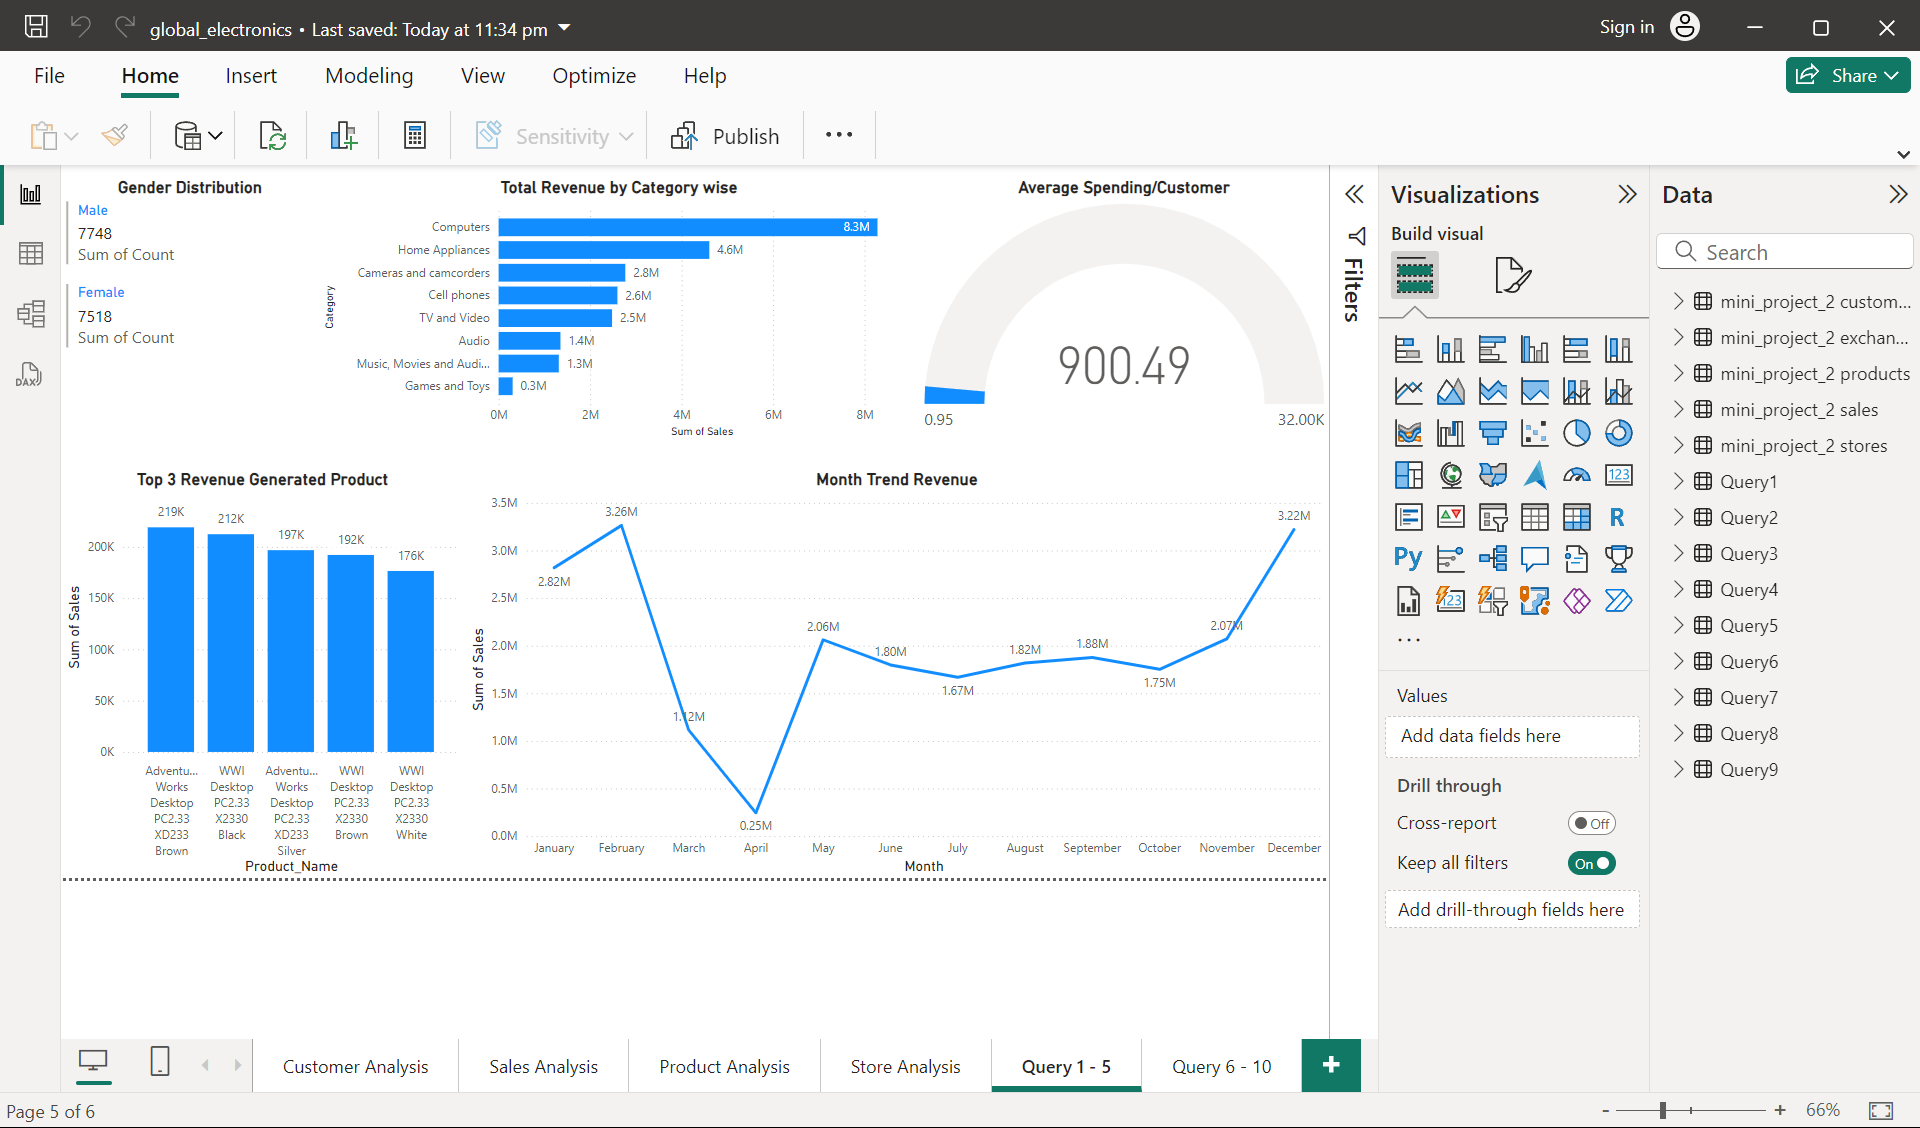 global_electronics • Last saved: Today at 11:34 pm
Sign in
File Home Insert Modeling View Optimize Help
Share
Sensitivity
Publish
Gender Distribution
Male
7748
Sum of Count
Female
7518
Sum of Count
Total Revenue by Category wise
Category
Computers 8.3M
Home Appliances 4.6M
Cameras and camcorders 2.8M
Cell phones 2.6M
TV and Video 2.5M
Audio 1.4M
Music, Movies and Audi... 1.3M
Games and Toys 0.3M
0M 2M 4M 6M 8M
Sum of Sales
Average Spending/Customer
900.49
0.95 32.00K
Top 3 Revenue Generated Product
Sum of Sales
219K 212K 197K 192K 176K
200K
150K
100K
50K
0K
Adventu... WWI Adventu... WWI WWI
Works Desktop Works Desktop Desktop
Desktop PC2.33 Desktop PC2.33 PC2.33
PC2.33 X2330 PC2.33 X2330 X2330
XD233 Black XD233 Brown White
Brown Silver
Product_Name
Month Trend Revenue
Sum of Sales
3.5M
3.0M
2.5M
2.0M
1.5M
1.0M
0.5M
0.0M
2.82M 3.26M 1.12M 0.25M 2.06M 1.80M 1.67M 1.82M 1.88M 1.75M 2.07M 3.22M
January February March April May June July August September October November December
Month
Filters
Visualizations
Build visual
123
R
Py
123
...
Values
Add data fields here
Drill through
Cross-report
Off
Keep all filters
On
Add drill-through fields here
Data
Search
mini_project_2 custom...
mini_project_2 exchan...
mini_project_2 products
mini_project_2 sales
mini_project_2 stores
Query1
Query2
Query3
Query4
Query5
Query6
Query7
Query8
Query9
DAX
Customer Analysis Sales Analysis Product Analysis Store Analysis Query 1 - 5 Query 6 - 10 +
Page 5 of 6
- + 66%